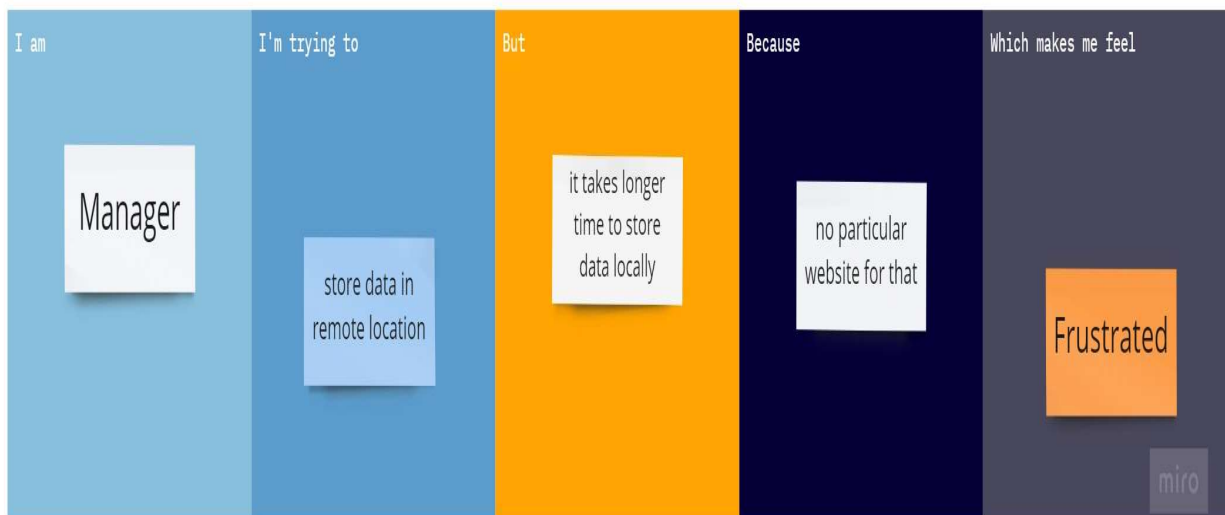 I am
Manager
I'm trying to
store data in
remote location
But
it takes longer
time to store
data locally
Because
no particular
website for that
Which makes me feel
Frustrated
miro